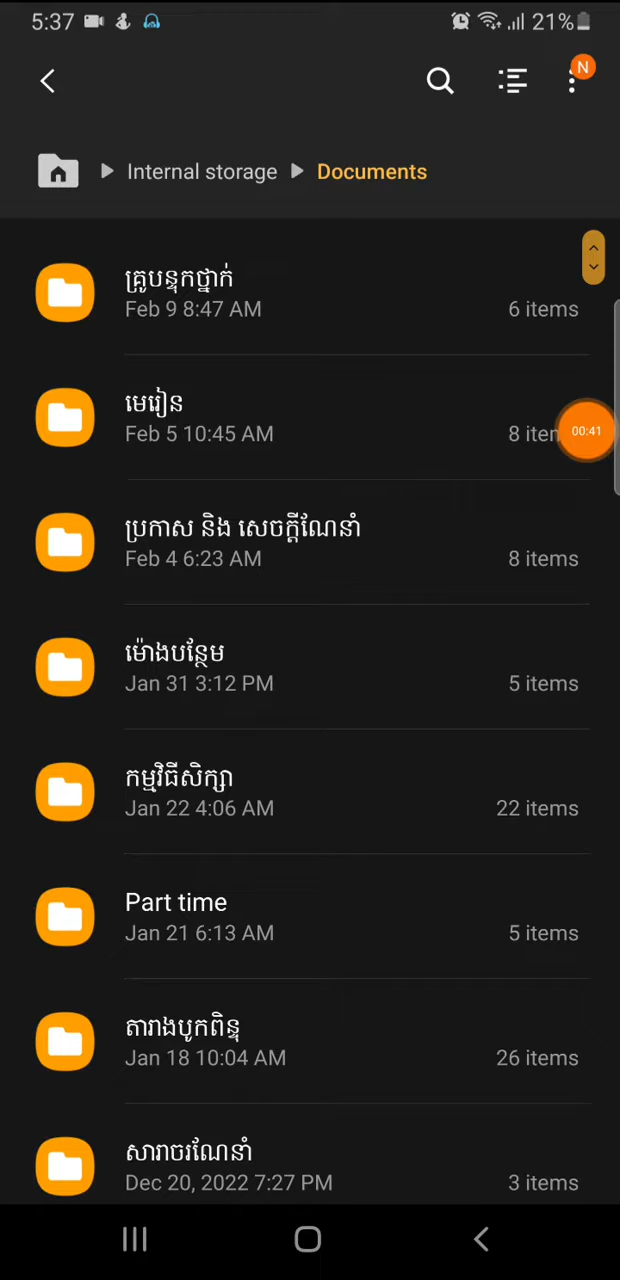 5:37
21%
N
Internal storage
Documents
គ្រូបន្ទុកថ្នាក់
Feb 9 8:47 AM
6 items
មេរៀន
Feb 5 10:45 AM
8 iten
00:41
ប្រកាស និង សេចក្តីណែនាំ
Feb 4 6:23 AM
8 items
ម៉ោងបន្ថែម
Jan 31 3:12 PM
5 items
កម្មវិធីសិក្សា
Jan 22 4:06 AM
22 items
Part time
Jan 21 6:13 AM
5 items
តារាងបូកពិន្ទុ
Jan 18 10:04 AM
26 items
សារាចរណែនាំ
Dec 20, 2022 7:27 PM
3 items